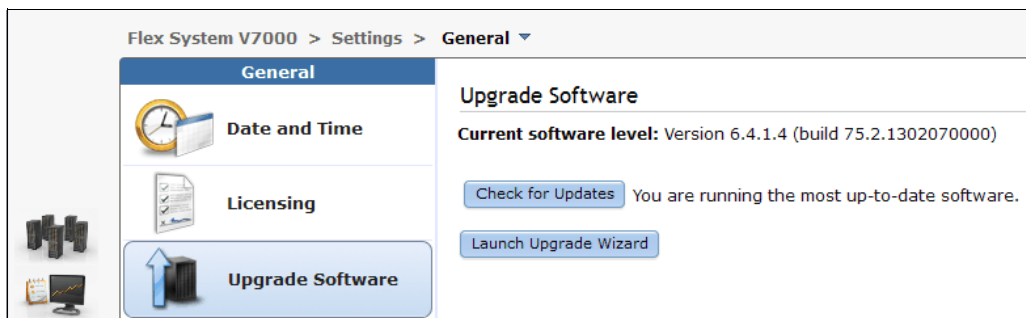 Flex System V7000 > Settings > General
General
Date and Time
Licensing
Upgrade Software
Upgrade Software
Current software level: Version 6.4.1.4 (build 75.2.1302070000)
Check for Updates You are running the most up-to-date software.
Launch Upgrade Wizard